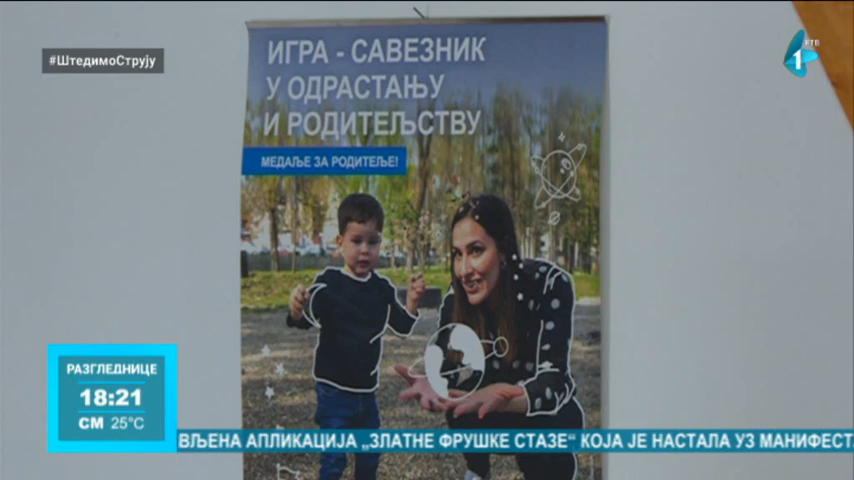 #ШтедимоСтрују
ИГРА - САВЕЗНИК
У ОДРАСТАЊУ
И РОДИТЕЉСТВУ
МЕДАЉЕ ЗА РОДИТЕЉЕ!
РТВ
1
РАЗГЛЕДНИЦЕ
18:21
СМ 25°C
ВЉЕНА АПЛИКАЦИЈА „ЗЛАТНЕ ФРУШКЕ СТАЗЕ“ КОЈА ЈЕ НАСТАЛА УЗ МАНИФЕСТА